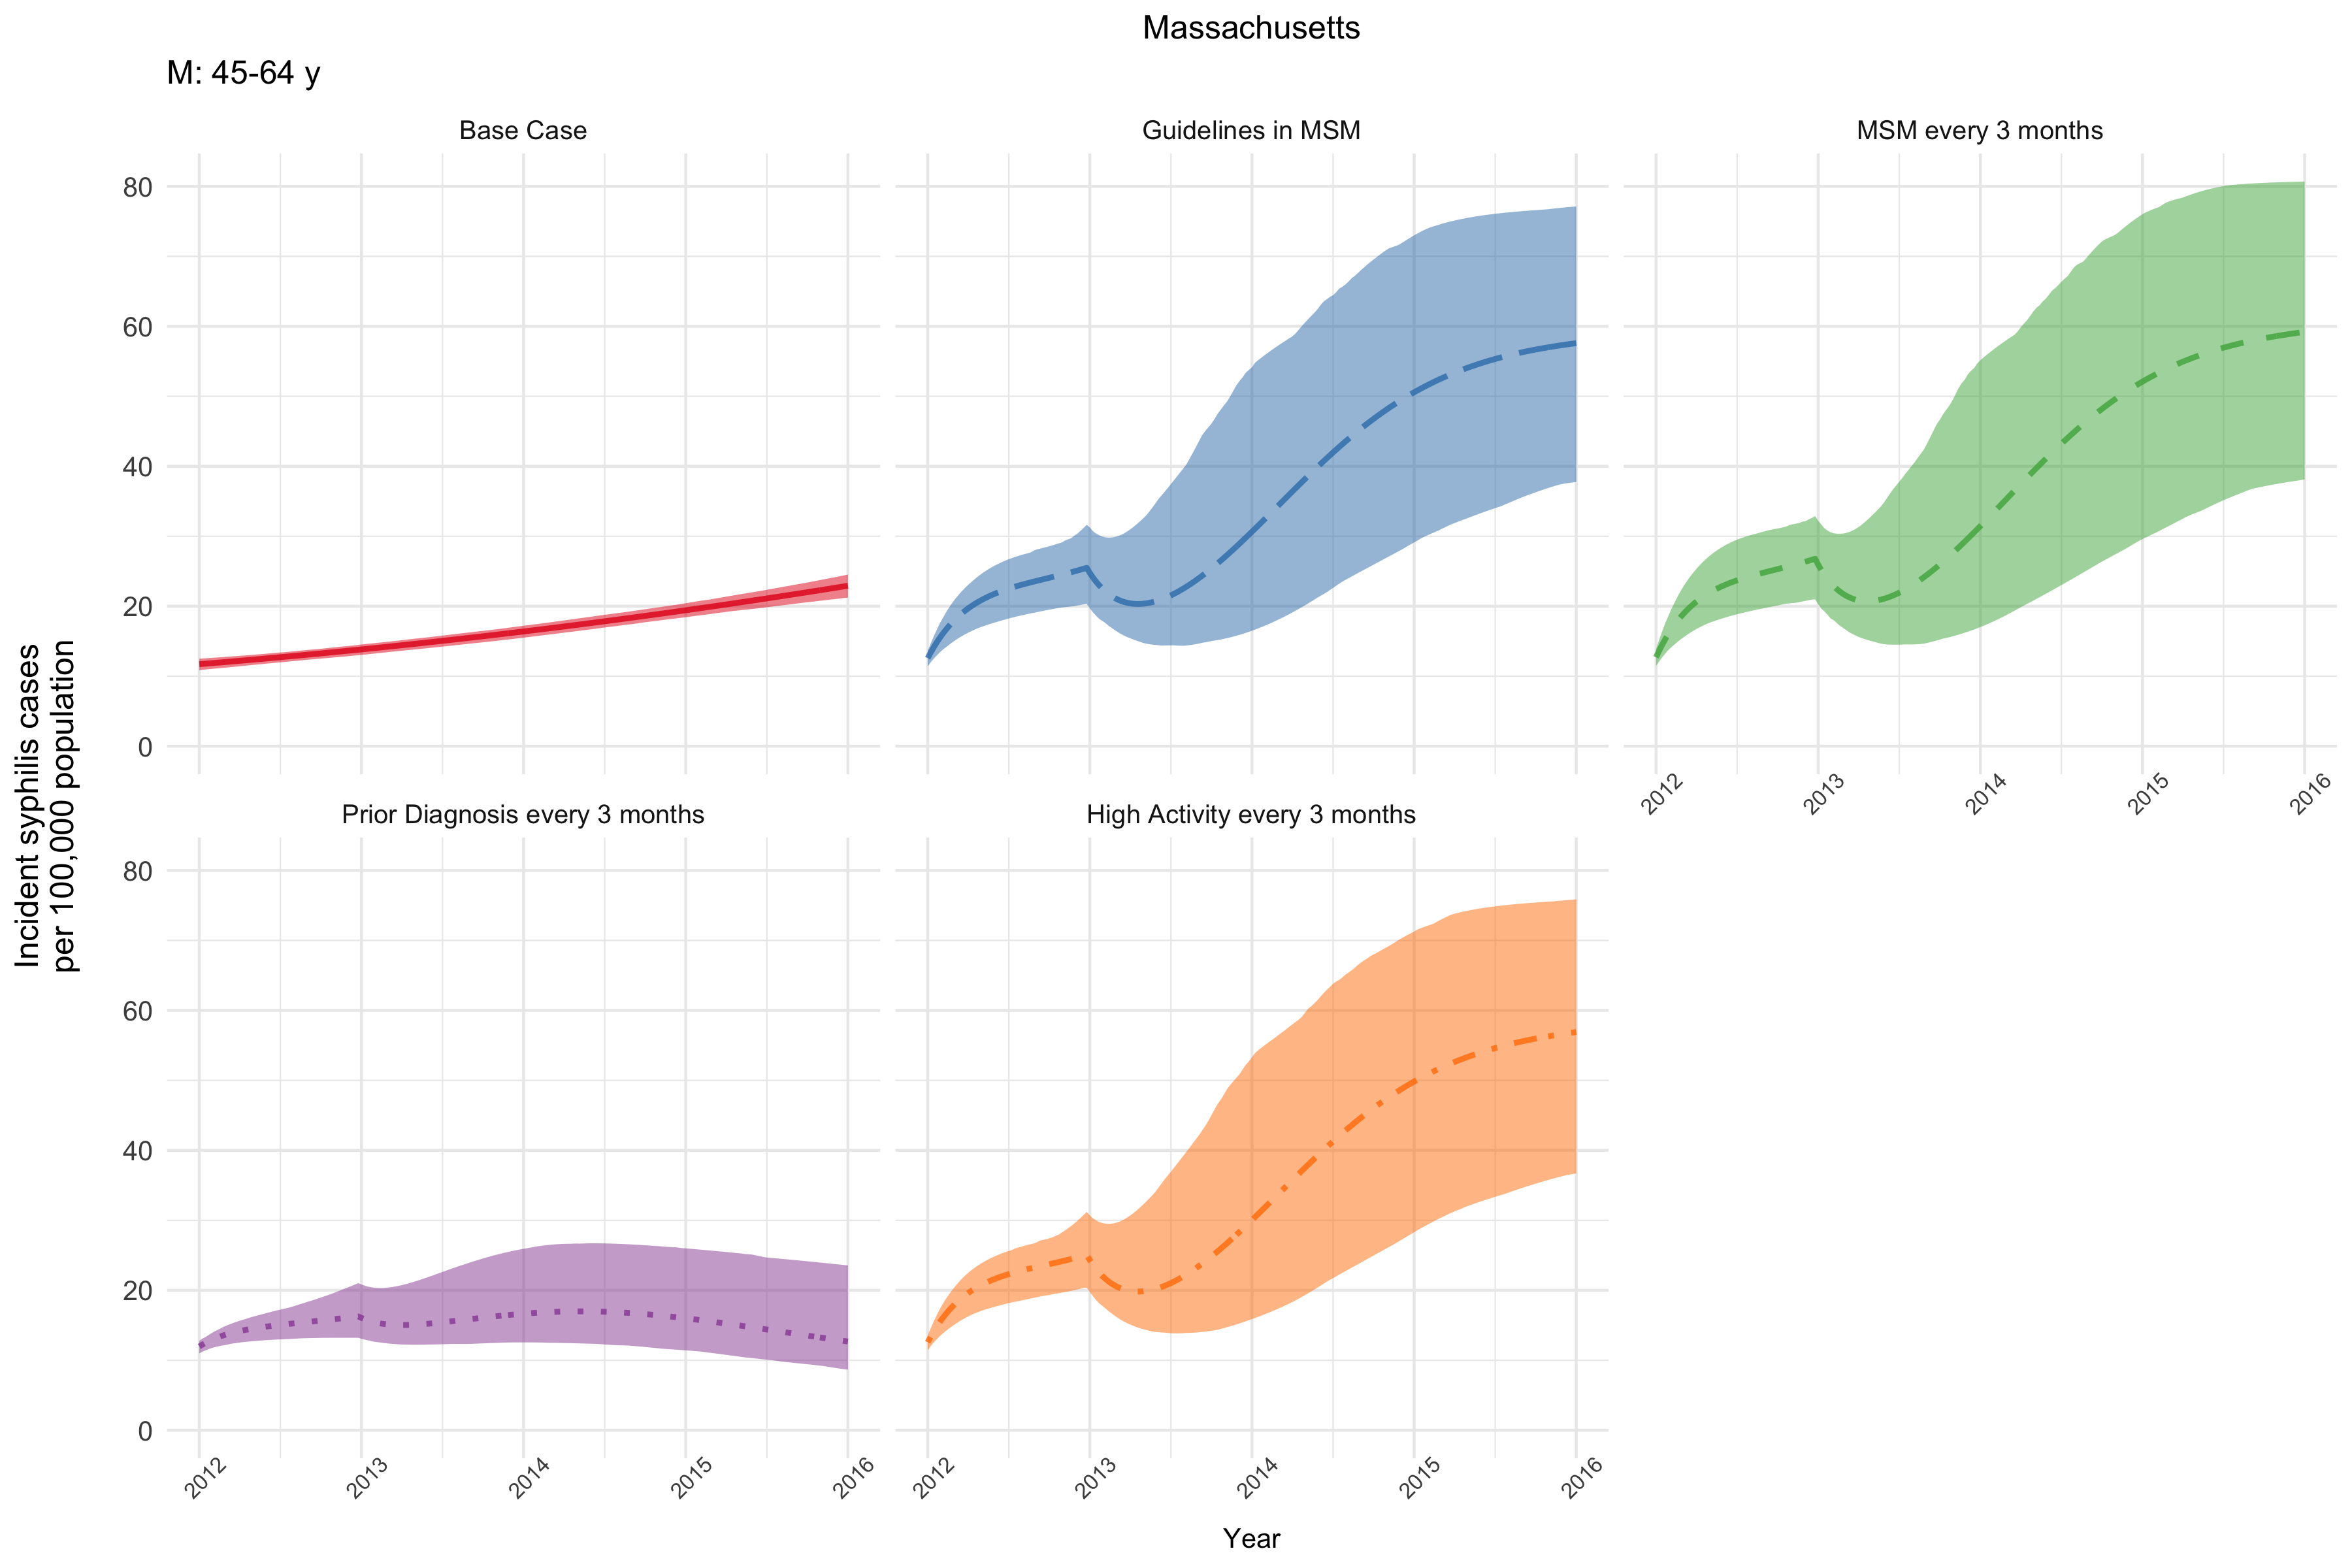 Massachusetts
M: 45-64 y
Base Case
Guidelines in MSM
MSM every 3 months
80
60
40
20
0
2012
2013
2014
2015
2016
Prior Diagnosis every 3 months
High Activity every 3 months
80
60
40
20
0
2012
2013
2014
2015
2016
2012
2013
2014
2015
2016
Incident syphilis cases
per 100,000 population
Year